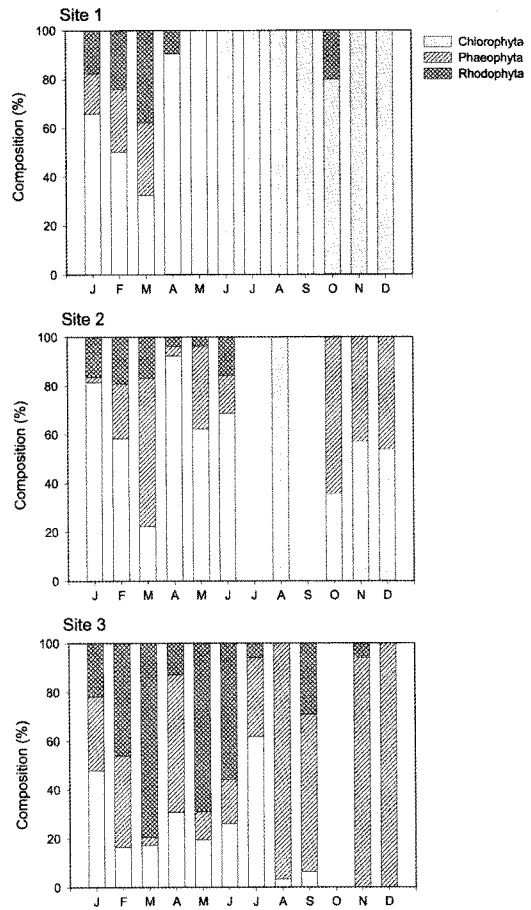 Site 1
Chlorophyta
Phaeophyta
Rhodophyta
Composition (%)
100
80
60
40
20
0
J F M A M J J A S O N D
Site 2
Composition (%)
100
80
60
40
20
0
J F M A M J J A S O N D
Site 3
Composition (%)
100
80
60
40
20
0
J F M A M J J A S O N D